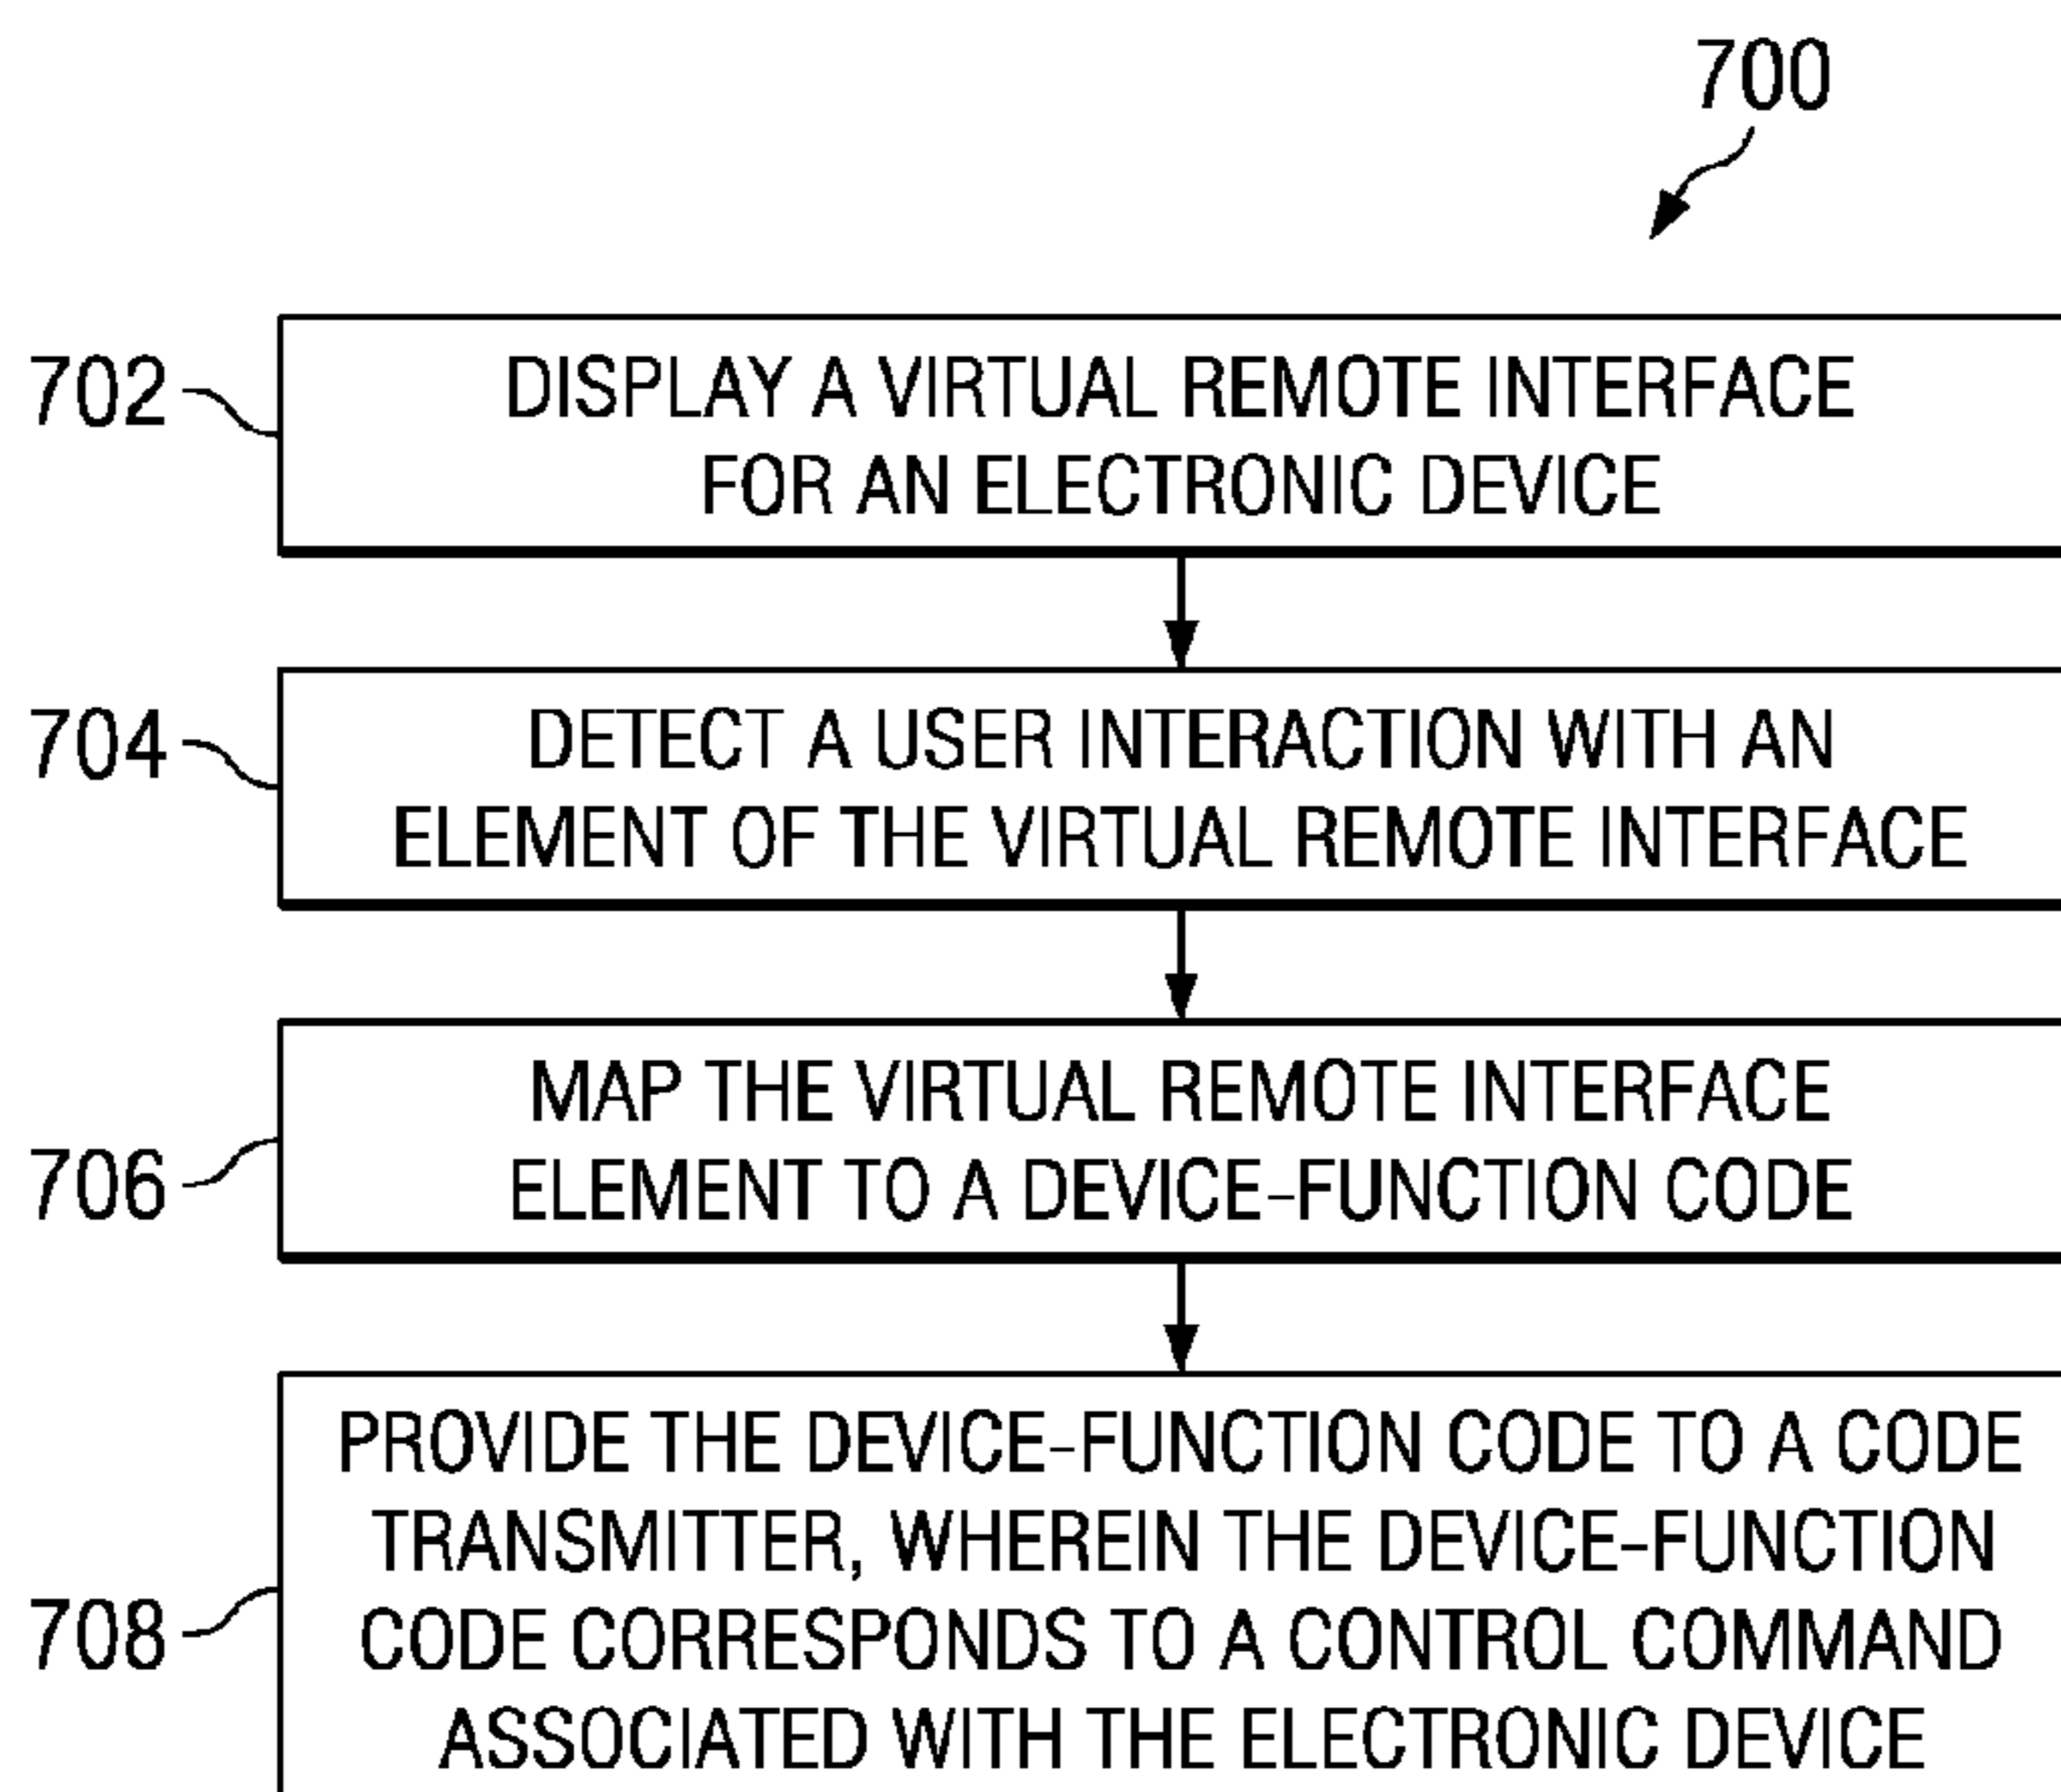 700
702
DISPLAY A VIRTUAL REMOTE INTERFACE
FOR AN ELECTRONIC DEVICE
704
DETECT A USER INTERACTION WITH AN
ELEMENT OF THE VIRTUAL REMOTE INTERFACE
706
MAP THE VIRTUAL REMOTE INTERFACE
ELEMENT TO A DEVICE-FUNCTION CODE
708
PROVIDE THE DEVICE-FUNCTION CODE TO A CODE
TRANSMITTER, WHEREIN THE DEVICE-FUNCTION
CODE CORRESPONDS TO A CONTROL COMMAND
ASSOCIATED WITH THE ELECTRONIC DEVICE